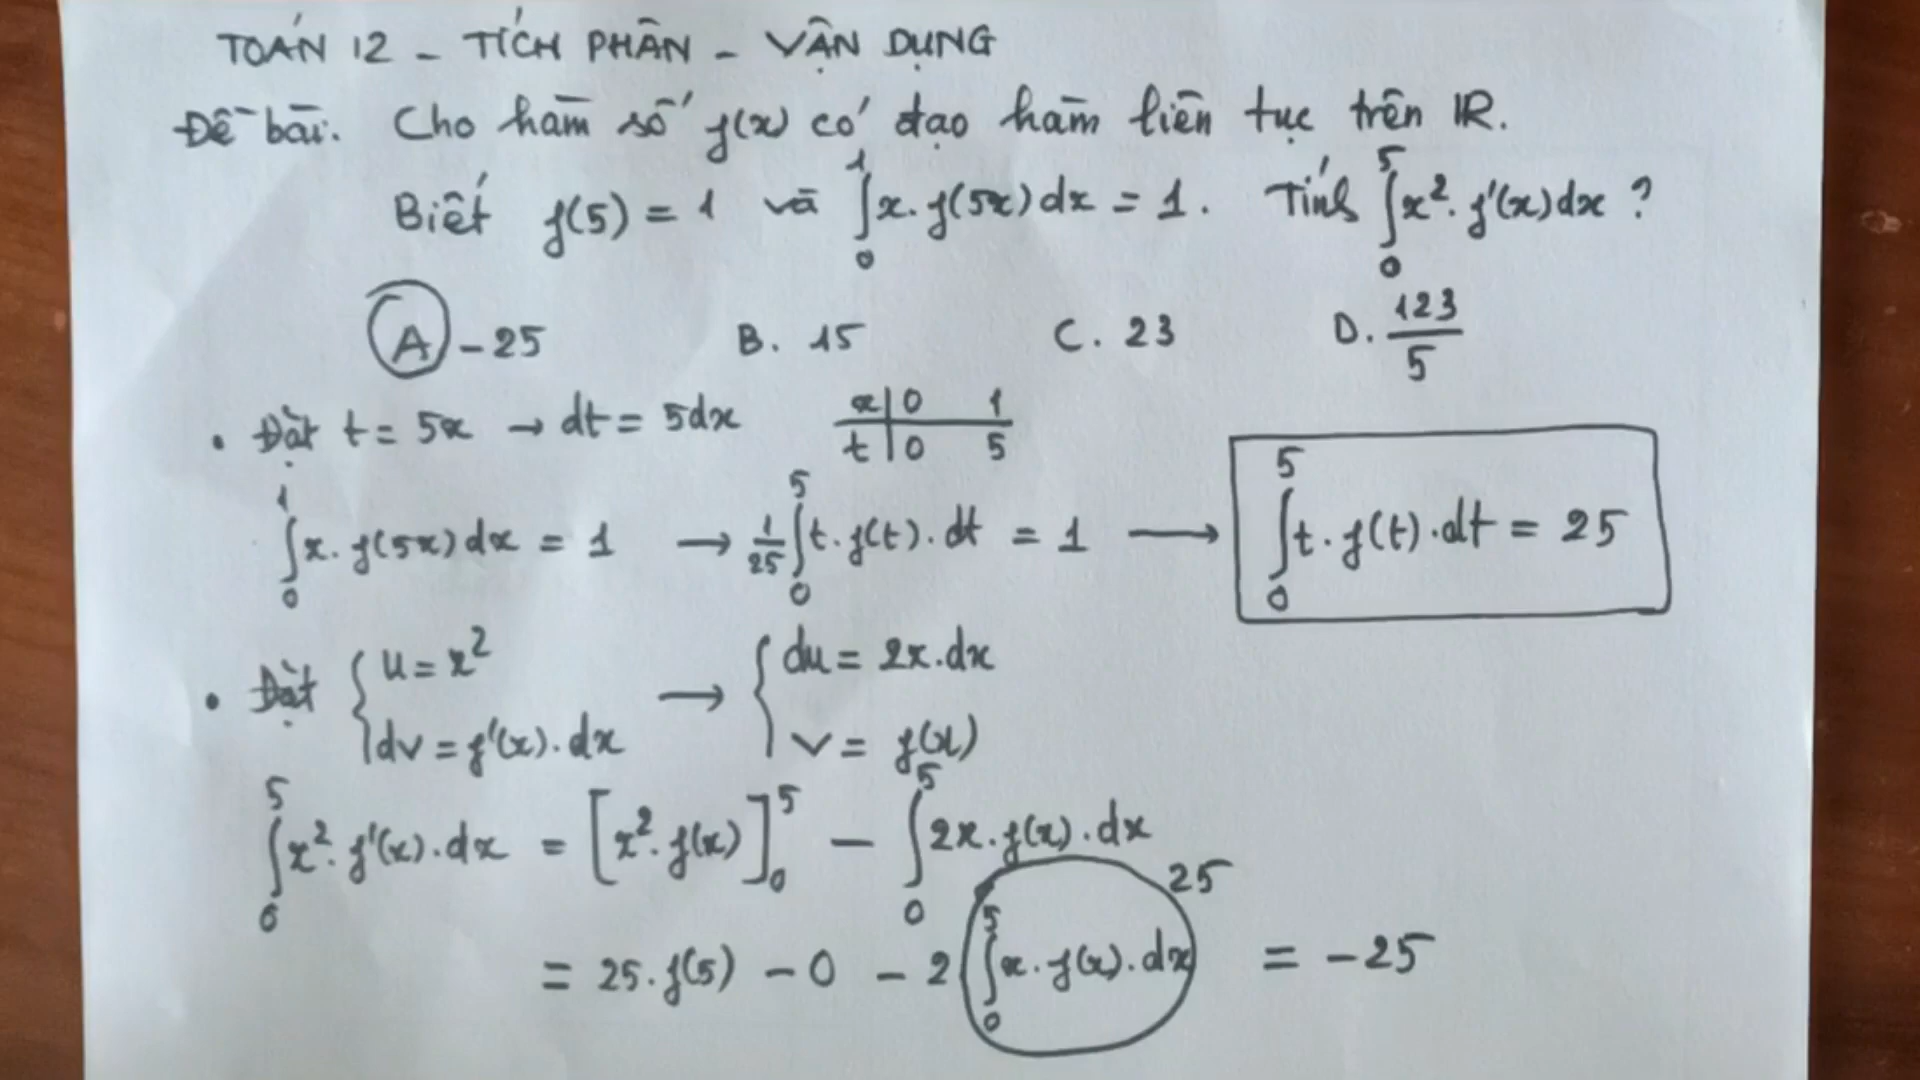 TOÁN 12 - TÍCH PHÂN - VẬN DỤNG
Đề bài. Cho hàm số f(x) có đạo hàm liên tục trên ℝ.
Biết f(5) = 1 và ∫₀¹ x.f(5x)dx = 1. Tính ∫₀⁵ x².f'(x)dx ?
A -25 B. 15 C. 23 D. 123/5
• Đặt t = 5x → dt = 5dx x | 0 1
t | 0 5
∫₀¹ x.f(5x)dx = 1 → 1/25 ∫₀⁵ t.f(t).dt = 1 → ∫₀⁵ t.f(t).dt = 25
• Đặt { u = x² → { du = 2x.dx
dv = f'(x).dx v = f(x)
∫₀⁵ x².f'(x).dx = [x².f(x)]₀⁵ - ∫₀⁵ 2x.f(x).dx
25
= 25.f(5) - 0 - 2 ∫₀⁵ x.f(x).dx = -25